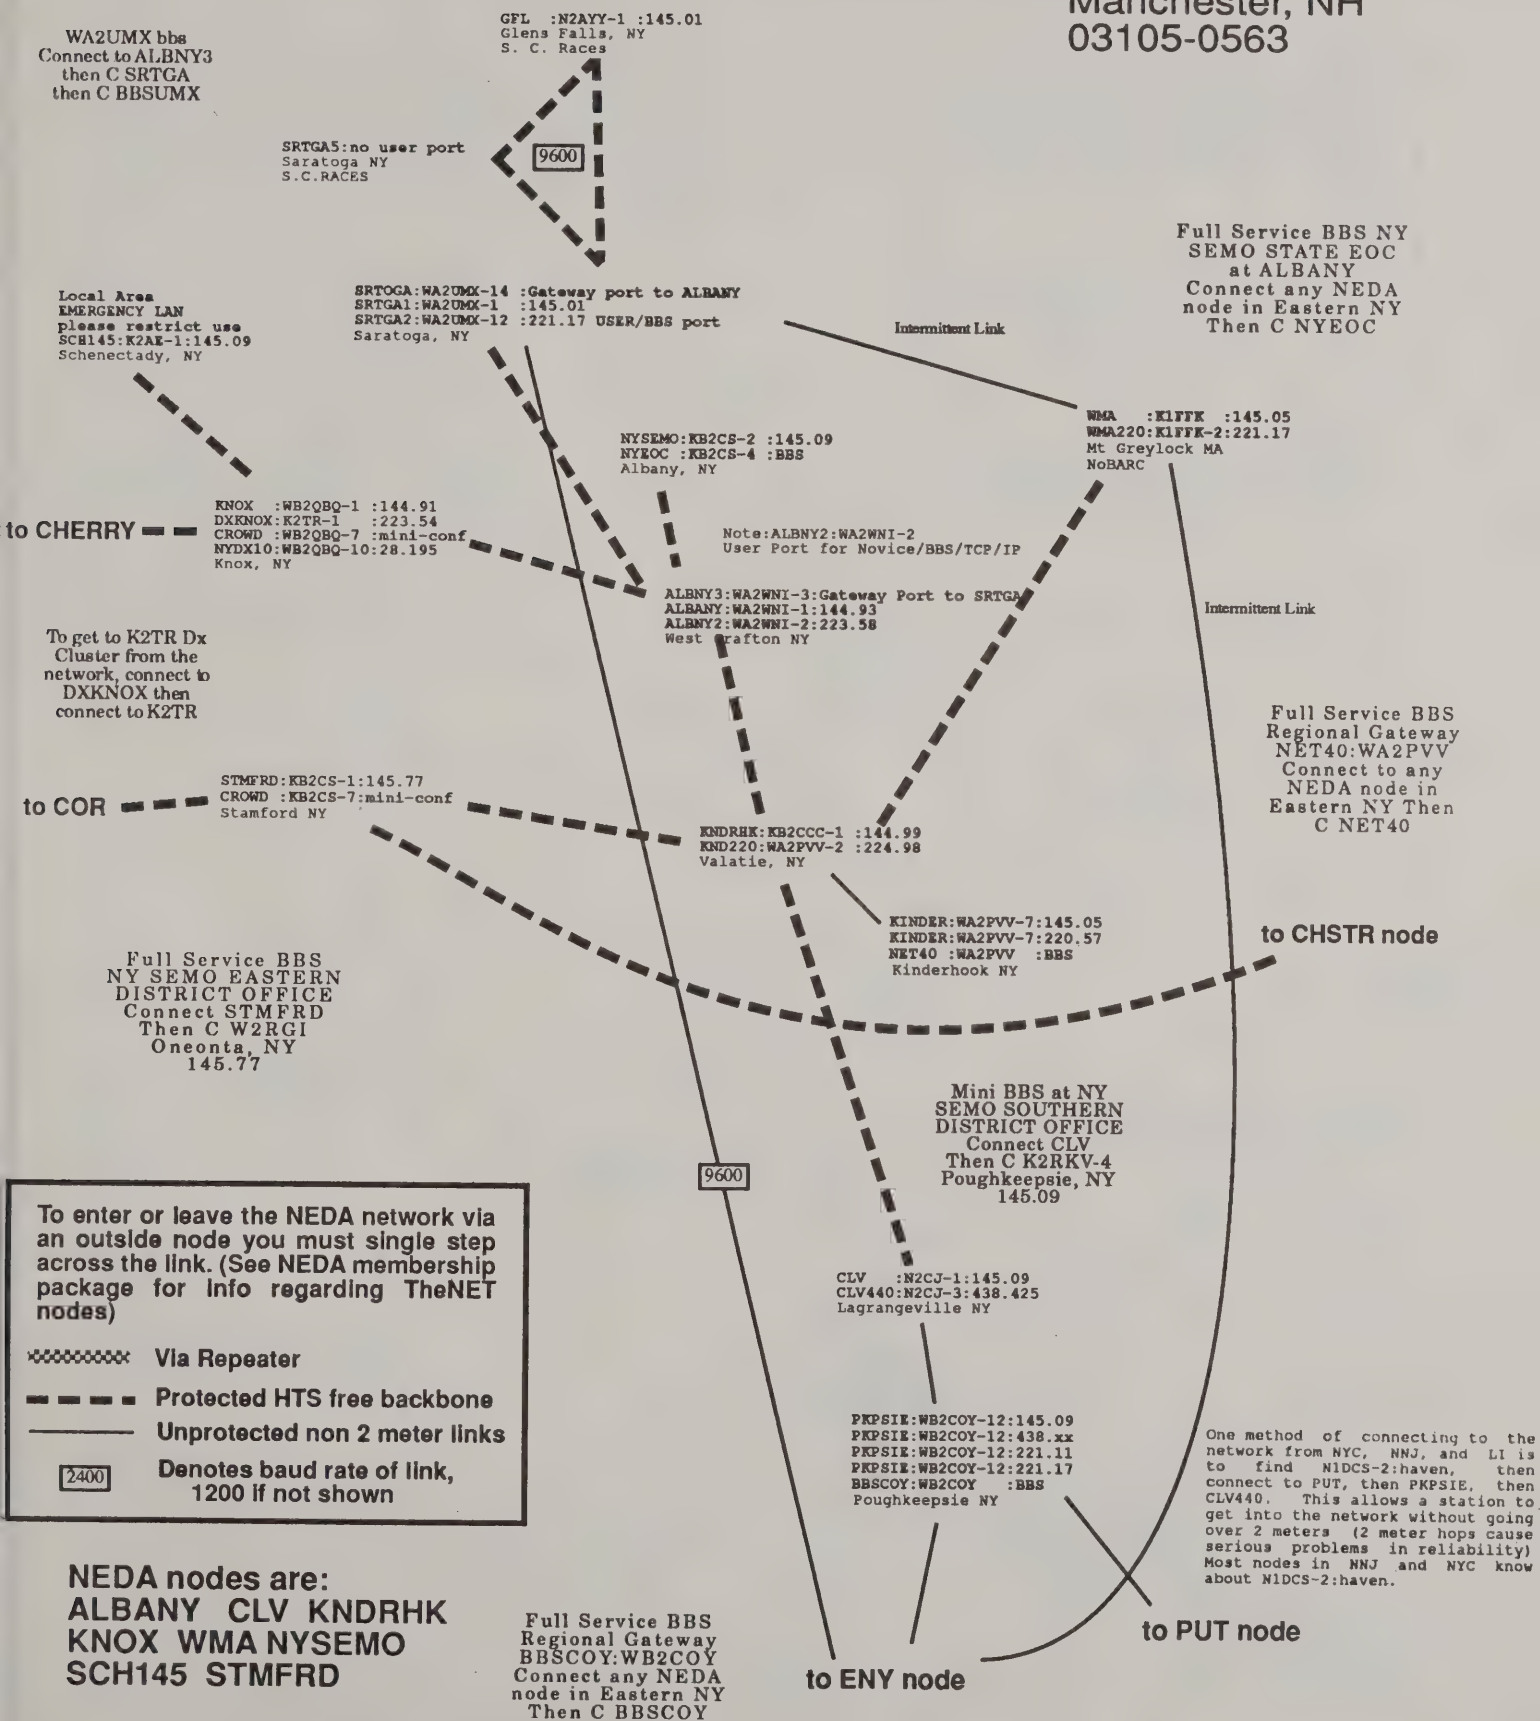 Manchester, NH
03105-0563
WA2UMX bbs
Connect to ALBNY3
then C SRTGA
then C BBSUMX
GFL :N2AYY-1 :145.01
Glens Falls, NY
S. C. Races
SRTGA5:no user port
Saratoga NY
S.C.RACES
9600
Full Service BBS NY
SEMO STATE EOC
at ALBANY
Connect any NEDA
node in Eastern NY
Then C NYEOC
Local Area
EMERGENCY LAN
please restrict use
SCH145:K2AE-1:145.09
Schenectady, NY
SRTOGA:WA2UMX-14 :Gateway port to ALBANY
SRTGA1:WA2UMX-1 :145.01
SRTGA2:WA2UMX-12 :221.17 USER/BBS port
Saratoga, NY
Intermittent Link
WMA :K1FFK :145.05
WMA220:K1FFK-2:221.17
Mt Greylock MA
NoBARC
NYSEMO:KB2CS-2 :145.09
NYEOC :KB2CS-4 :BBS
Albany, NY
to CHERRY
KNOX :WB2QBQ-1 :144.91
DXKNOX:K2TR-1 :223.54
CROWD :WB2QBQ-7 :mini-conf
NYDX10:WB2QBQ-10:28.195
Knox, NY
Note:ALBNY2:WA2WNI-2
User Port for Novice/BBS/TCP/IP
ALBNY3:WA2WNI-3:Gateway Port to SRTGA
ALBANY:WA2WNI-1:144.93
ALBNY2:WA2WNI-2:223.58
West Grafton NY
Intermittent Link
To get to K2TR Dx
Cluster from the
network, connect to
DXKNOX then
connect to K2TR
Full Service BBS
Regional Gateway
NET40:WA2PVV
Connect to any
NEDA node in
Eastern NY Then
C NET40
to COR
STMFRD:KB2CS-1:145.77
CROWD :KB2CS-7:mini-conf
Stamford NY
KNDRHK:KB2CCC-1 :144.99
KND220:WA2PVV-2 :224.98
Valatie, NY
KINDER:WA2PVV-7:145.05
KINDER:WA2PVV-7:220.57
NET40 :WA2PVV :BBS
Kinderhook NY
to CHSTR node
Full Service BBS
NY SEMO EASTERN
DISTRICT OFFICE
Connect STMFRD
Then C W2RGI
Oneonta, NY
145.77
Mini BBS at NY
SEMO SOUTHERN
DISTRICT OFFICE
Connect CLV
Then C K2RKV-4
Poughkeepsie, NY
145.09
9600
To enter or leave the NEDA network via
an outside node you must single step
across the link. (See NEDA membership
package for info regarding TheNET
nodes)
Via Repeater
Protected HTS free backbone
Unprotected non 2 meter links
2400
Denotes baud rate of link,
1200 if not shown
CLV :N2CJ-1:145.09
CLV440:N2CJ-3:438.425
Lagrangeville NY
PKPSIE:WB2COY-12:145.09
PKPSIE:WB2COY-12:438.xx
PKPSIE:WB2COY-12:221.11
PKPSIE:WB2COY-12:221.17
BBSCOY:WB2COY :BBS
Poughkeepsie NY
One method of connecting to the
network from NYC, NNJ, and LI is
to find N1DCS-2:haven, then
connect to PUT, then PKPSIE, then
CLV440. This allows a station to
get into the network without going
over 2 meters (2 meter hops cause
serious problems in reliability)
Most nodes in NNJ and NYC know
about N1DCS-2:haven.
NEDA nodes are:
ALBANY CLV KNDRHK
KNOX WMA NYSEMO
SCH145 STMFRD
Full Service BBS
Regional Gateway
BBSCOY:WB2COY
Connect any NEDA
node in Eastern NY
Then C BBSCOY
to ENY node
to PUT node